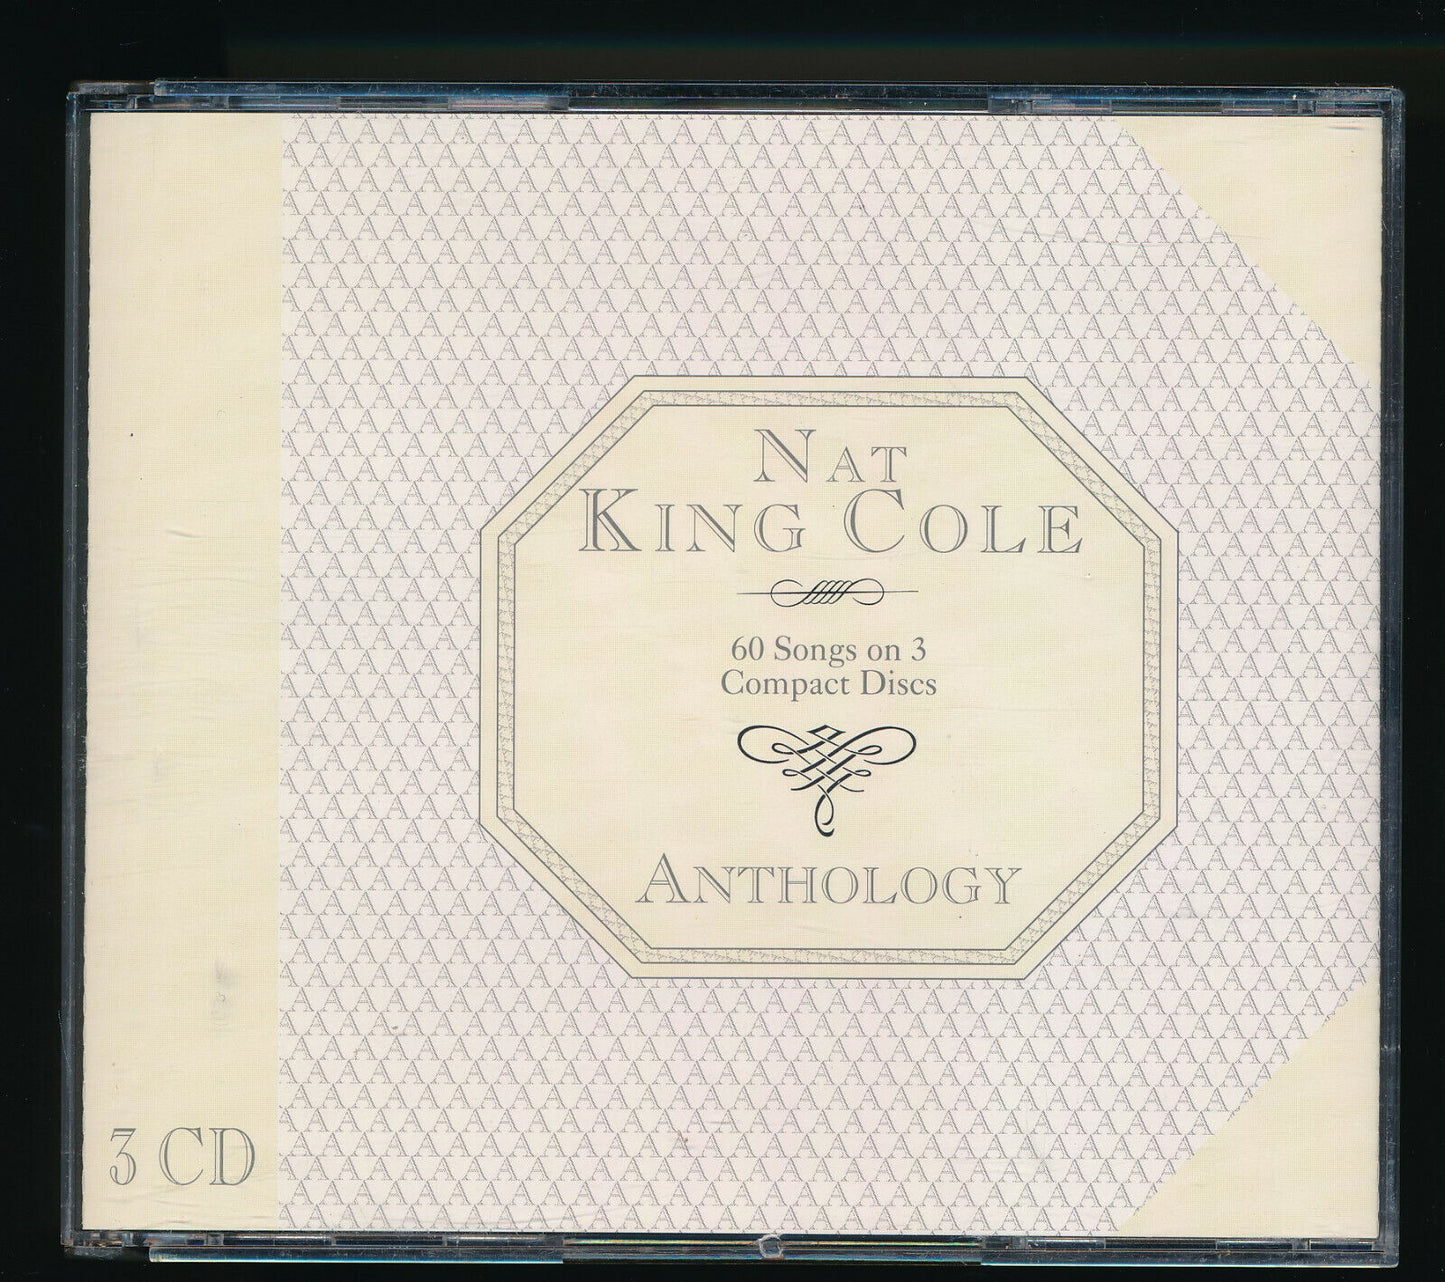 NAT
KING COLE
60 Songs on 3
Compact Discs
ANTHOLOGY
3 CD